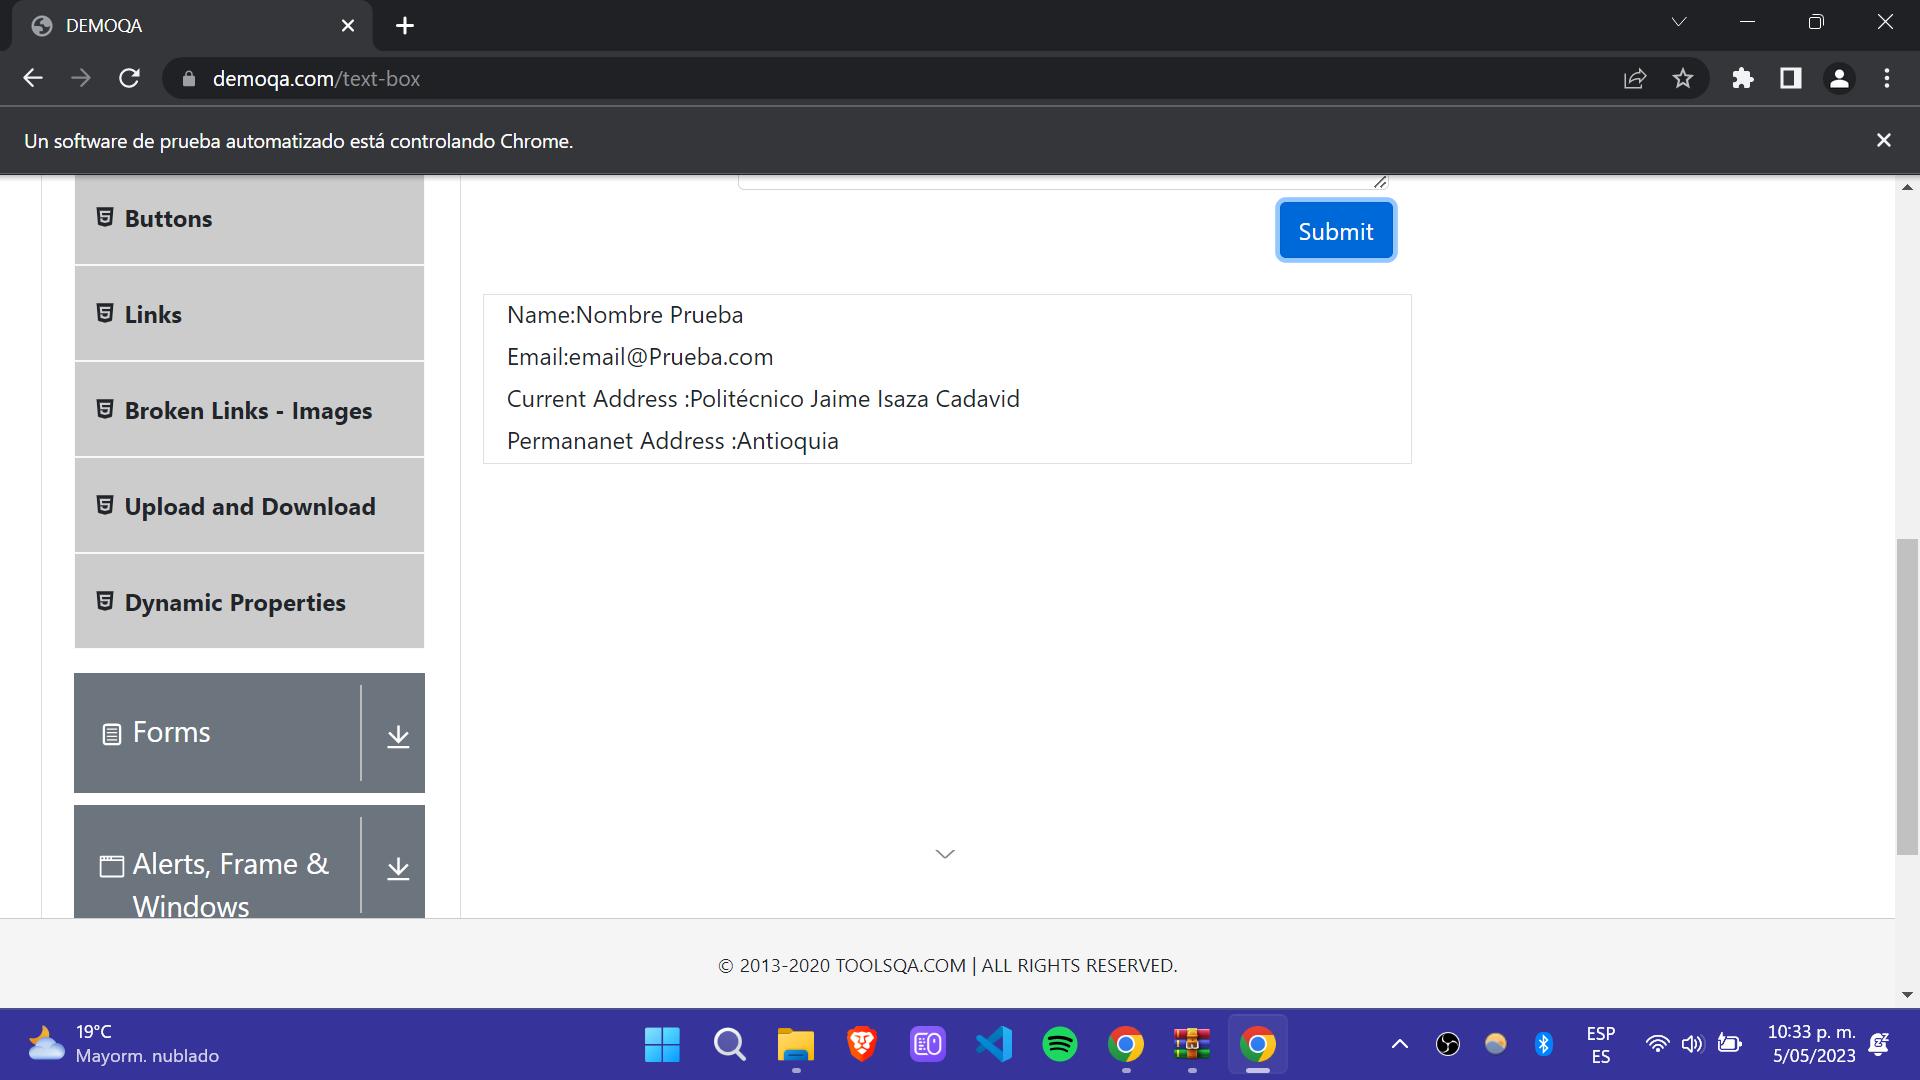 DEMOQA
demoqa.com/text-box
Un software de prueba automatizado está controlando Chrome.
Buttons
Links
Broken Links - Images
Upload and Download
Dynamic Properties
Forms
Alerts, Frame &
Windows
Submit
Name:Nombre Prueba
Email:email@Prueba.com
Current Address :Politécnico Jaime Isaza Cadavid
Permananet Address :Antioquia
© 2013-2020 TOOLSQA.COM | ALL RIGHTS RESERVED.
19°C
Mayorm. nublado
ESP
ES
10:33 p. m.
5/05/2023